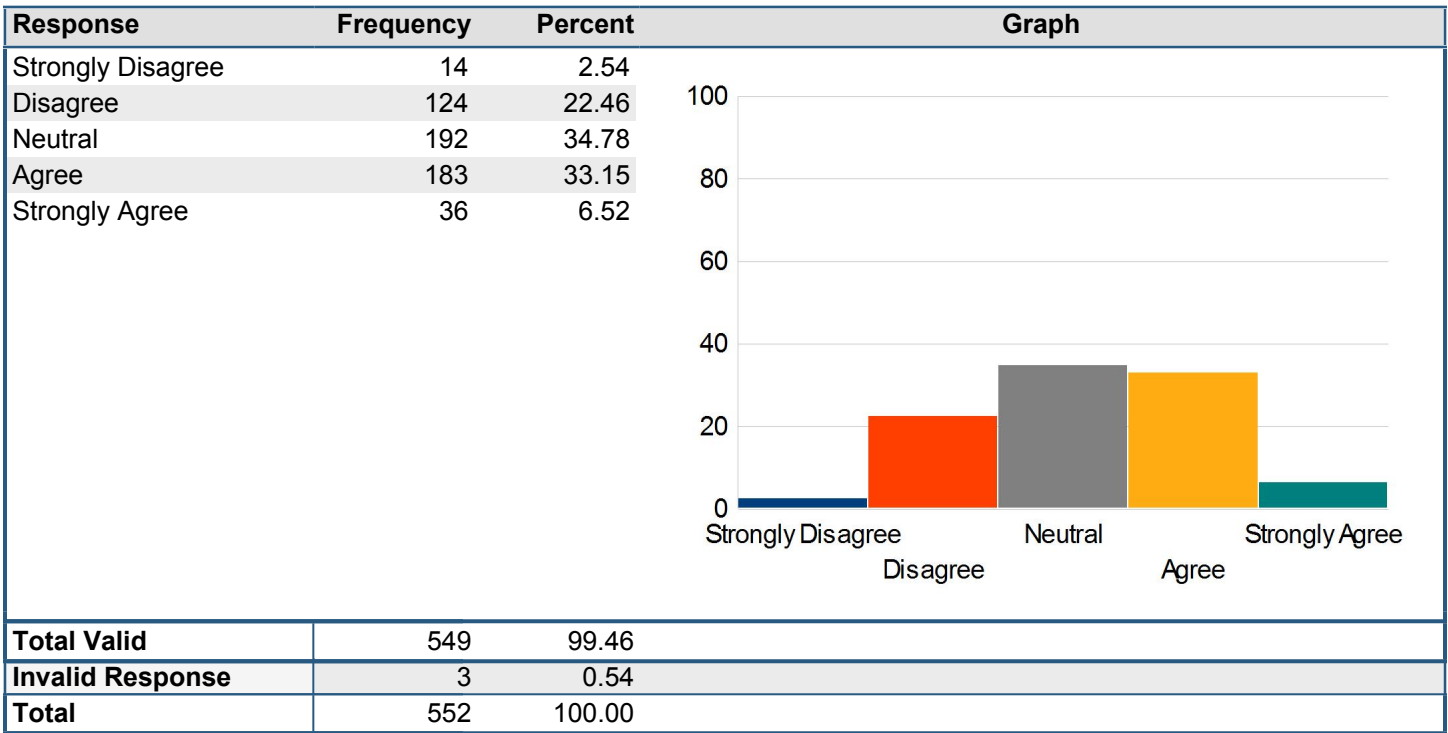 Response Frequency Percent Graph
Strongly Disagree 14 2.54
Disagree 124 22.46
Neutral 192 34.78
Agree 183 33.15
Strongly Agree 36 6.52
100
80
60
40
20
0
Strongly Disagree Neutral Strongly Agree
Disagree Agree
Total Valid 549 99.46
Invalid Response 3 0.54
Total 552 100.00